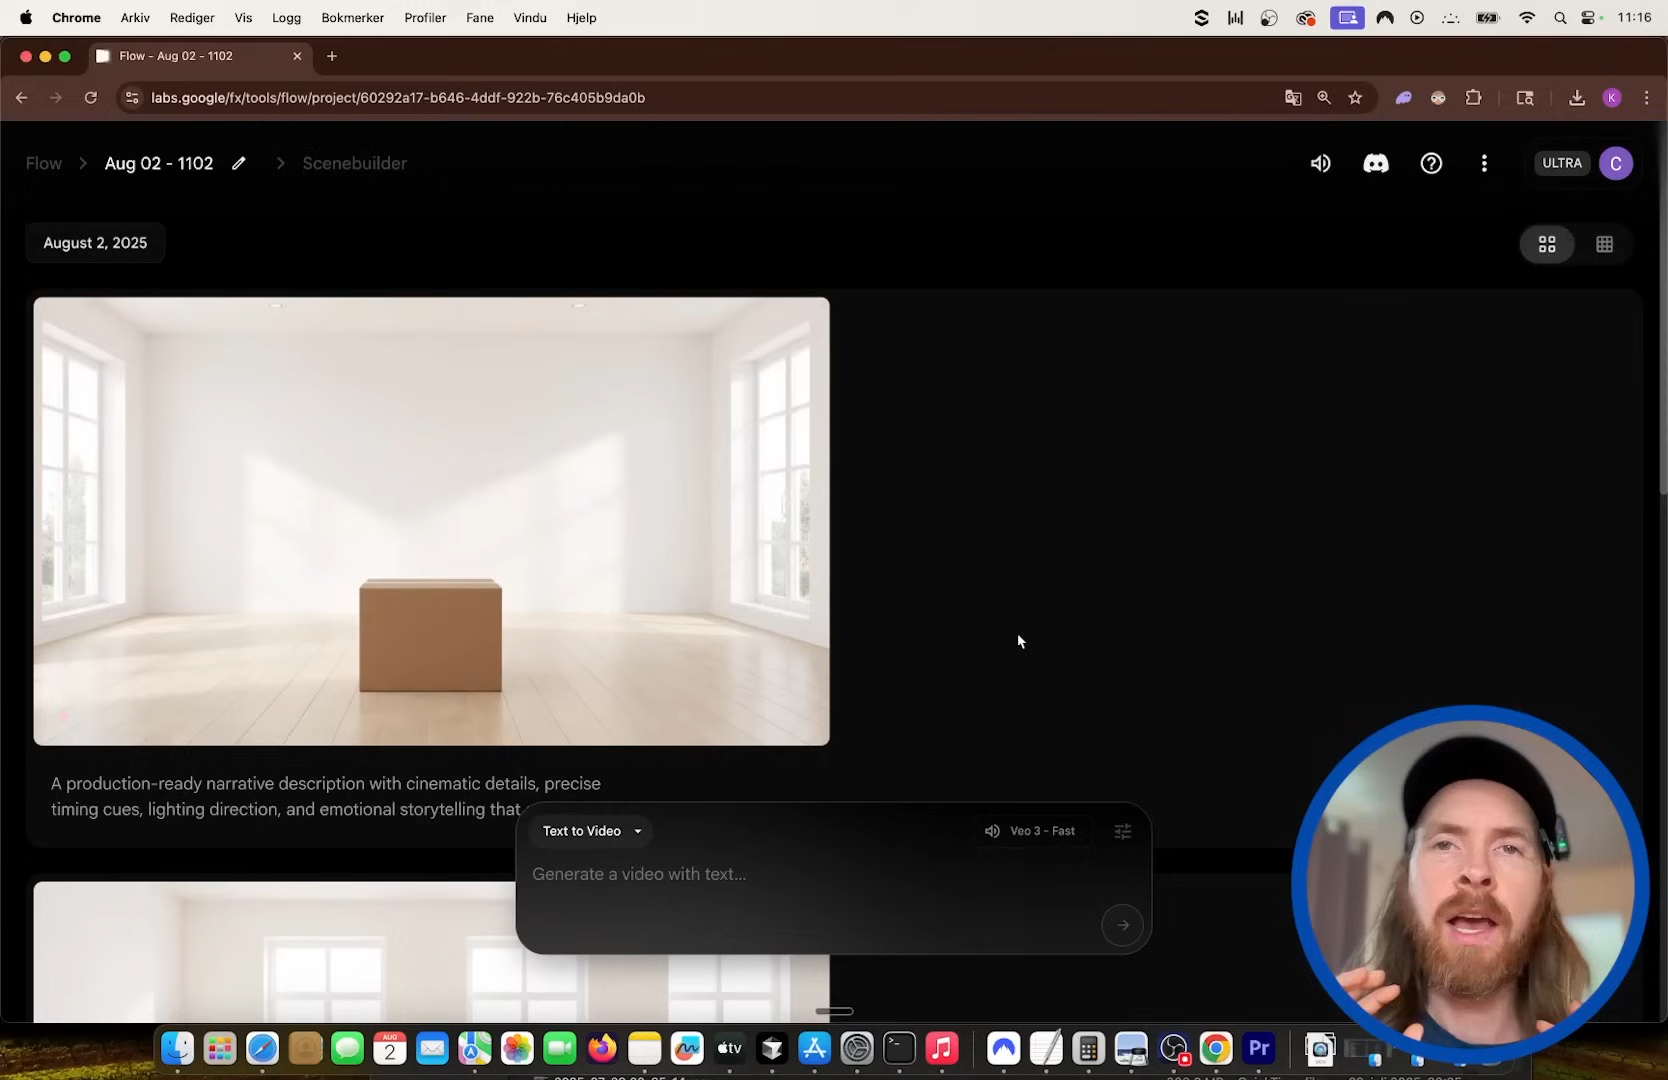 Chrome Arkiv Rediger Vis Logg Bokmerker Profiler Fane Vindu Hjelp 11:16
Flow - Aug 02 - 1102
labs.google/fx/tools/flow/project/60292a17-b646-4ddf-922b-76c405b9da0b K
Flow > Aug 02 - 1102 > Scenebuilder ULTRA C
August 2, 2025
A production-ready narrative description with cinematic details, precise
timing cues, lighting direction, and emotional storytelling that
Text to Video Veo 3 - Fast
Generate a video with text...
AUG
2
tv
Pr